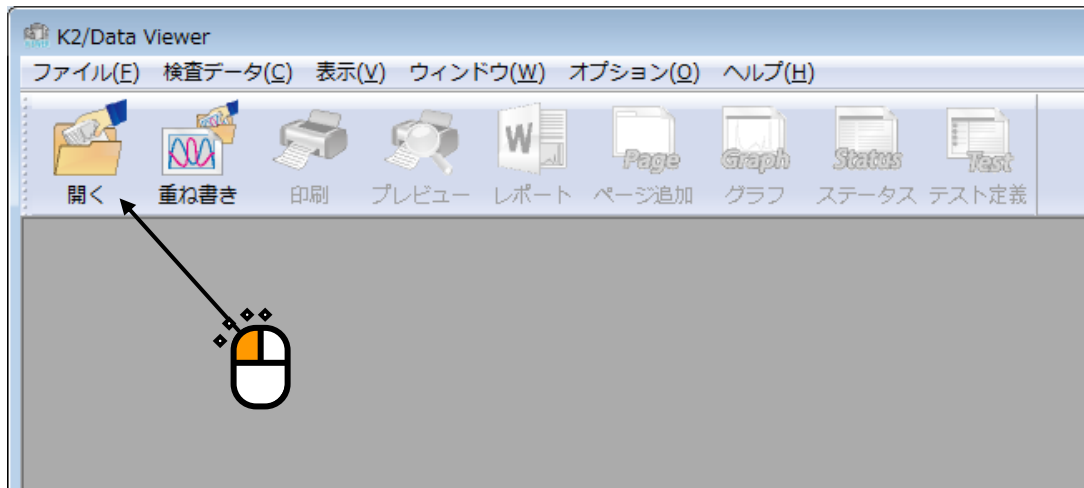 K2/Data Viewer
ファイル(F) 検査データ(C) 表示(V) ウィンドウ(W) オプション(O) ヘルプ(H)
W Page Graph Status Test
開く 重ね書き 印刷 プレビュー レポート ページ追加 グラフ ステータス テスト定義